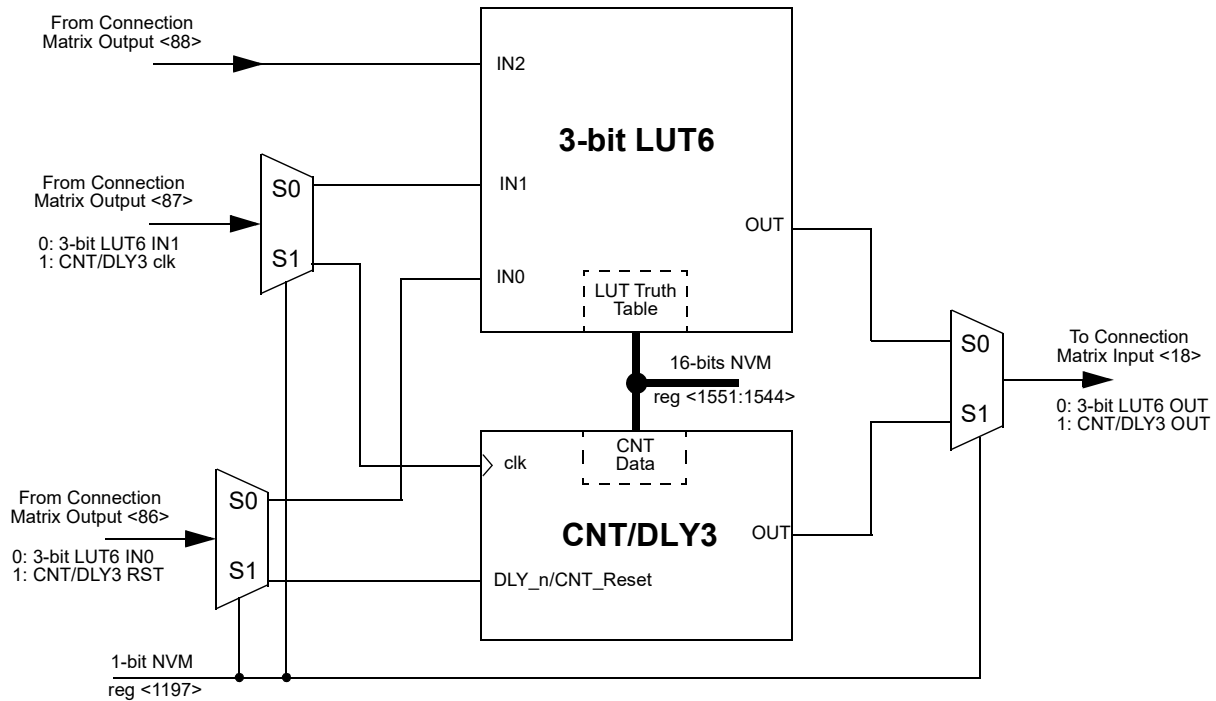 From Connection
Matrix Output <88>
IN2
3-bit LUT6
From Connection
Matrix Output <87>
S0
IN1
0: 3-bit LUT6 IN1
1: CNT/DLY3 clk
S1
OUT
IN0
LUT Truth
Table
S0
To Connection
Matrix Input <18>
16-bits NVM
reg <1551:1544>
0: 3-bit LUT6 OUT
1: CNT/DLY3 OUT
S1
CNT
Data
clk
From Connection
Matrix Output <86>
S0
CNT/DLY3
OUT
0: 3-bit LUT6 IN0
1: CNT/DLY3 RST
S1
DLY_n/CNT_Reset
1-bit NVM
reg <1197>